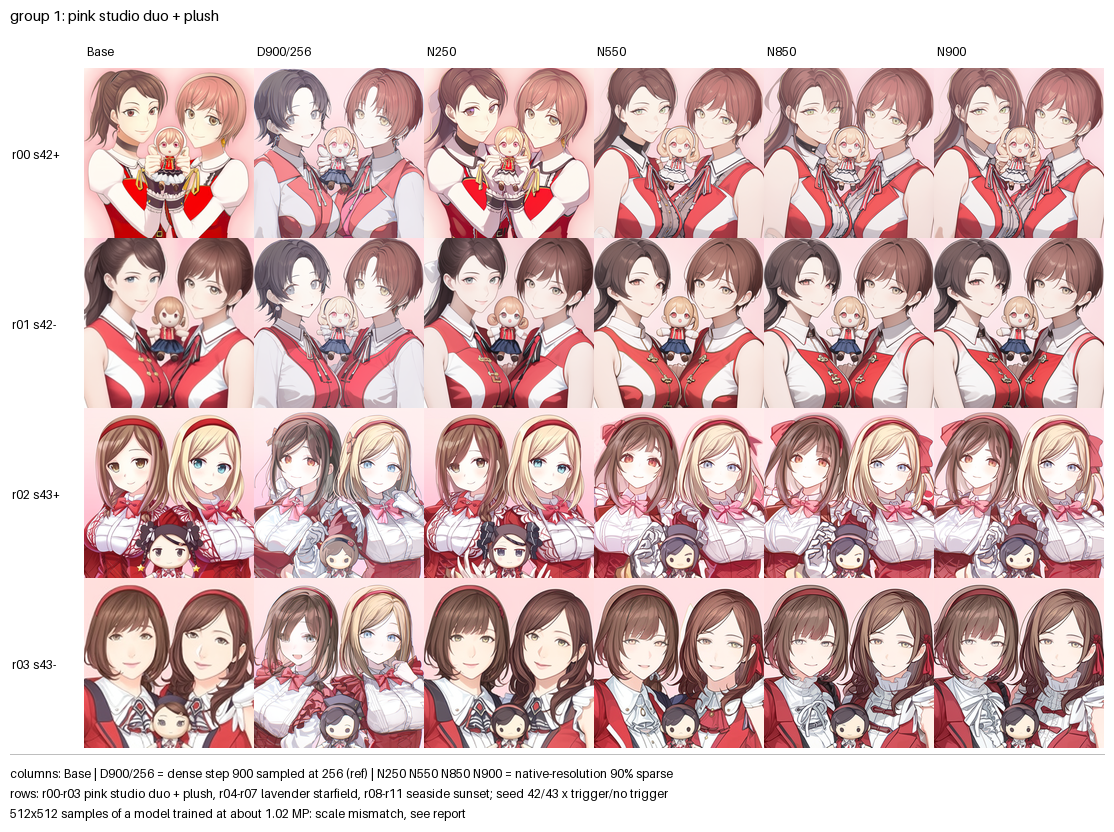 group 1: pink studio duo + plush
Base D900/256 N250 N550 N850 N900
r00 s42+
r01 s42-
r02 s43+
r03 s43-
columns: Base | D900/256 = dense step 900 sampled at 256 (ref) | N250 N550 N850 N900 = native-resolution 90% sparse
rows: r00-r03 pink studio duo + plush, r04-r07 lavender starfield, r08-r11 seaside sunset; seed 42/43 x trigger/no trigger
512x512 samples of a model trained at about 1.02 MP: scale mismatch, see report